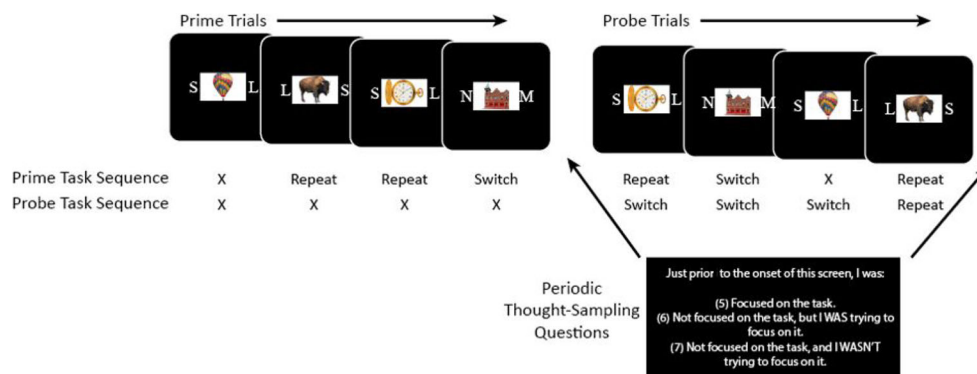 Prime Trials
Probe Trials
S L
L S
S L
N M
S L
N M
S L
L S
Prime Task Sequence X Repeat Repeat Switch Repeat Switch X Repeat
Probe Task Sequence X X X X Switch Switch Switch Repeat
Periodic
Thought-Sampling
Questions
Just prior to the onset of this screen, I was:
(5) Focused on the task.
(6) Not focused on the task, but I WAS trying to
focus on it.
(7) Not focused on the task, and I WASN'T
trying to focus on it.